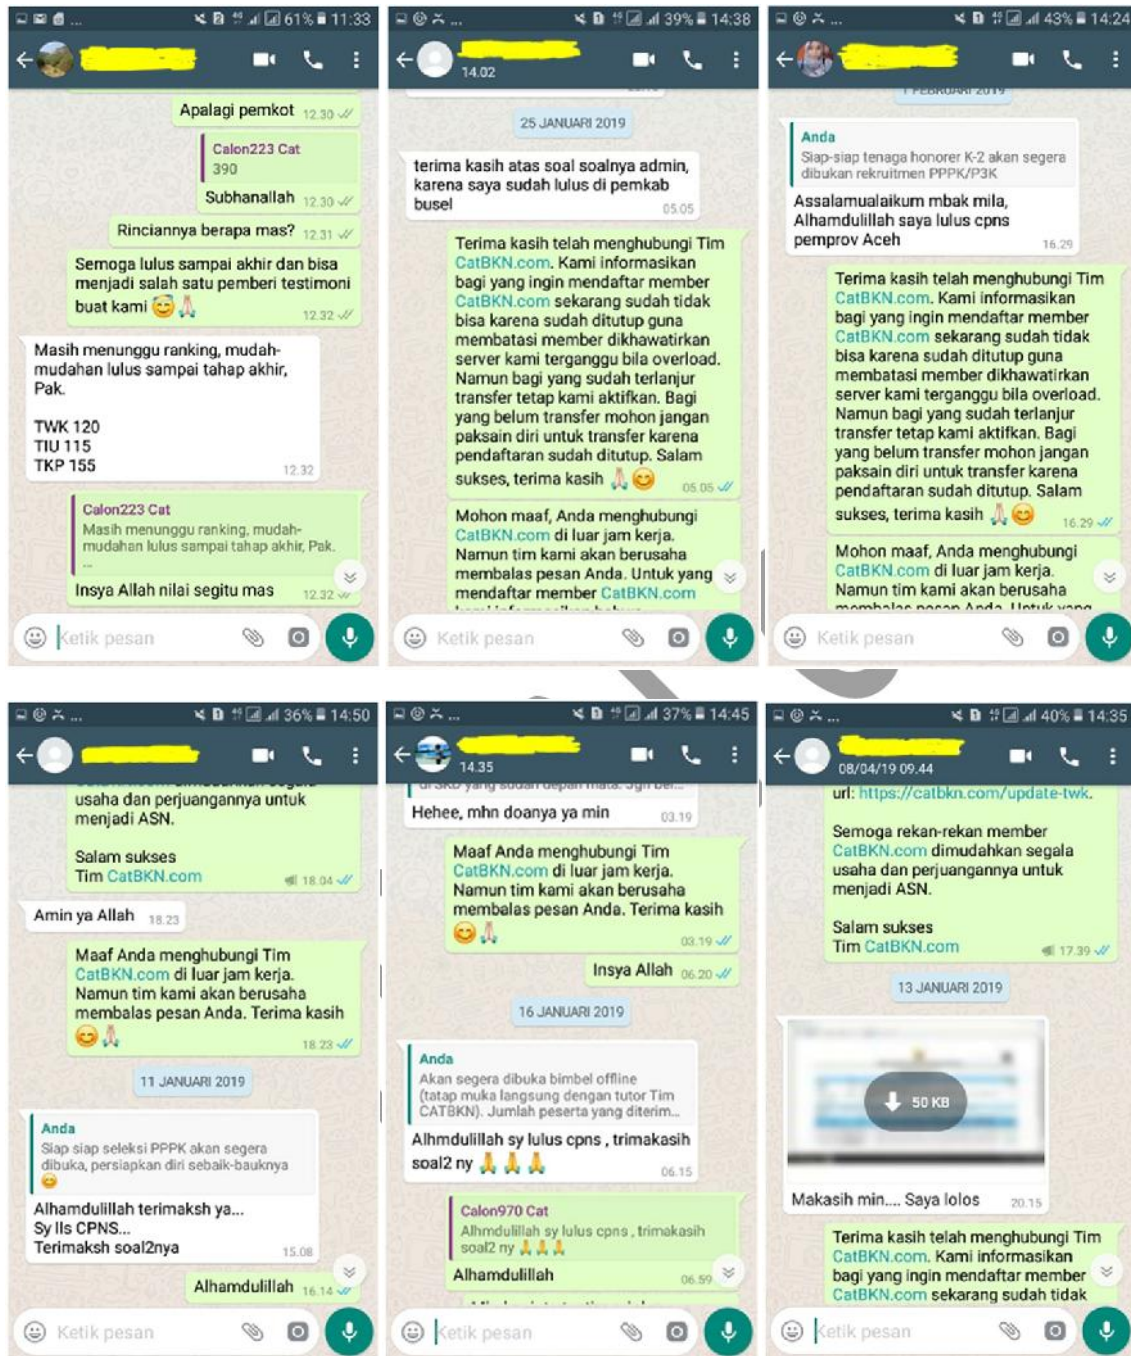 61% 11:33
Apalagi pemkot 12.30
Calon223 Cat
390
Subhanallah 12.30
Rinciannya berapa mas? 12.31
Semoga lulus sampai akhir dan bisa
menjadi salah satu pemberi testimoni
buat kami 😇🙏 12.32
Masih menunggu ranking, mudah-
mudahan lulus sampai tahap akhir,
Pak.
TWK 120
TIU 115
TKP 155 12.32
Calon223 Cat
Masih menunggu ranking, mudah-
mudahan lulus sampai tahap akhir, Pak.
...
Insya Allah nilai segitu mas 12.32
Ketik pesan
39% 14:38
14.02
25 JANUARI 2019
terima kasih atas soal soalnya admin,
karena saya sudah lulus di pemkab
busel 05.05
Terima kasih telah menghubungi Tim
CatBKN.com. Kami informasikan
bagi yang ingin mendaftar member
CatBKN.com sekarang sudah tidak
bisa karena sudah ditutup guna
membatasi member dikhawatirkan
server kami terganggu bila overload.
Namun bagi yang sudah terlanjur
transfer tetap kami aktifkan. Bagi
yang belum transfer mohon jangan
paksain diri untuk transfer karena
pendaftaran sudah ditutup. Salam
sukses, terima kasih 🙏😊 05.05
Mohon maaf, Anda menghubungi
CatBKN.com di luar jam kerja.
Namun tim kami akan berusaha
membalas pesan Anda. Untuk yang
mendaftar member CatBKN.com
Ketik pesan
43% 14:24
1 FEBRUARI 2019
Anda
Siap-siap tenaga honorer K-2 akan segera
dibukan rekruitmen PPPK/P3K
Assalamualaikum mbak mila,
Alhamdulillah saya lulus cpns
pemprov Aceh 16.29
Terima kasih telah menghubungi Tim
CatBKN.com. Kami informasikan
bagi yang ingin mendaftar member
CatBKN.com sekarang sudah tidak
bisa karena sudah ditutup guna
membatasi member dikhawatirkan
server kami terganggu bila overload.
Namun bagi yang sudah terlanjur
transfer tetap kami aktifkan. Bagi
yang belum transfer mohon jangan
paksain diri untuk transfer karena
pendaftaran sudah ditutup. Salam
sukses, terima kasih 🙏😊 16.29
Mohon maaf, Anda menghubungi
CatBKN.com di luar jam kerja.
Namun tim kami akan berusaha
membalas pesan Anda. Untuk yang
Ketik pesan
36% 14:50
usaha dan perjuangannya untuk
menjadi ASN.
Salam sukses
Tim CatBKN.com 18.04
Amin ya Allah 18.23
Maaf Anda menghubungi Tim
CatBKN.com di luar jam kerja.
Namun tim kami akan berusaha
membalas pesan Anda. Terima kasih
😊🙏 18.23
11 JANUARI 2019
Anda
Siap siap seleksi PPPK akan segera
dibuka, persiapkan diri sebaik-bauknya
😊
Alhamdulillah terimaksh ya...
Sy lls CPNS...
Terimaksh soal2nya 15.08
Alhamdulillah 16.14
Ketik pesan
37% 14:45
14.35
Hehee, mhn doanya ya min 03.19
Maaf Anda menghubungi Tim
CatBKN.com di luar jam kerja.
Namun tim kami akan berusaha
membalas pesan Anda. Terima kasih
😊🙏 03.19
Insya Allah 06.20
16 JANUARI 2019
Anda
Akan segera dibuka bimbel offline
(tatap muka langsung dengan tutor Tim
CATBKN). Jumlah peserta yang diterim...
Alhmdulillah sy lulus cpns , trimakasih
soal2 ny 🙏🙏🙏 06.15
Calon970 Cat
Alhmdulillah sy lulus cpns , trimakasih
soal2 ny 🙏🙏🙏
Alhamdulillah 06.59
Ketik pesan
40% 14:35
08/04/19 09.44
url: https://catbkn.com/update-twk.
Semoga rekan-rekan member
CatBKN.com dimudahkan segala
usaha dan perjuangannya untuk
menjadi ASN.
Salam sukses
Tim CatBKN.com 17.39
13 JANUARI 2019
50 KB
Makasih min.... Saya lolos 20.15
Terima kasih telah menghubungi Tim
CatBKN.com. Kami informasikan
bagi yang ingin mendaftar member
CatBKN.com sekarang sudah tidak
Ketik pesan